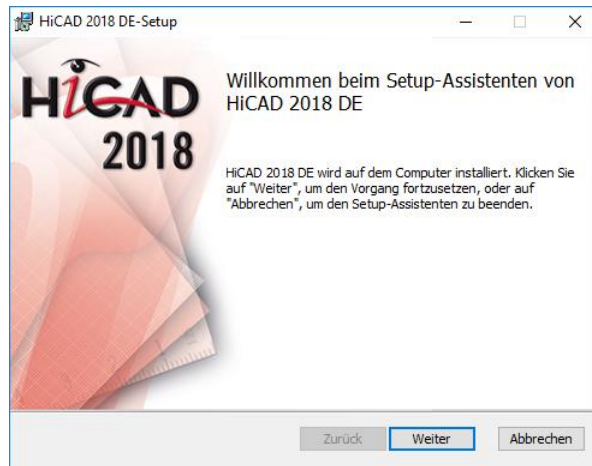 HiCAD 2018 DE-Setup
HiCAD
2018
Willkommen beim Setup-Assistenten von
HiCAD 2018 DE
HiCAD 2018 DE wird auf dem Computer installiert. Klicken Sie
auf "Weiter", um den Vorgang fortzusetzen, oder auf
"Abbrechen", um den Setup-Assistenten zu beenden.
Zurück Weiter Abbrechen